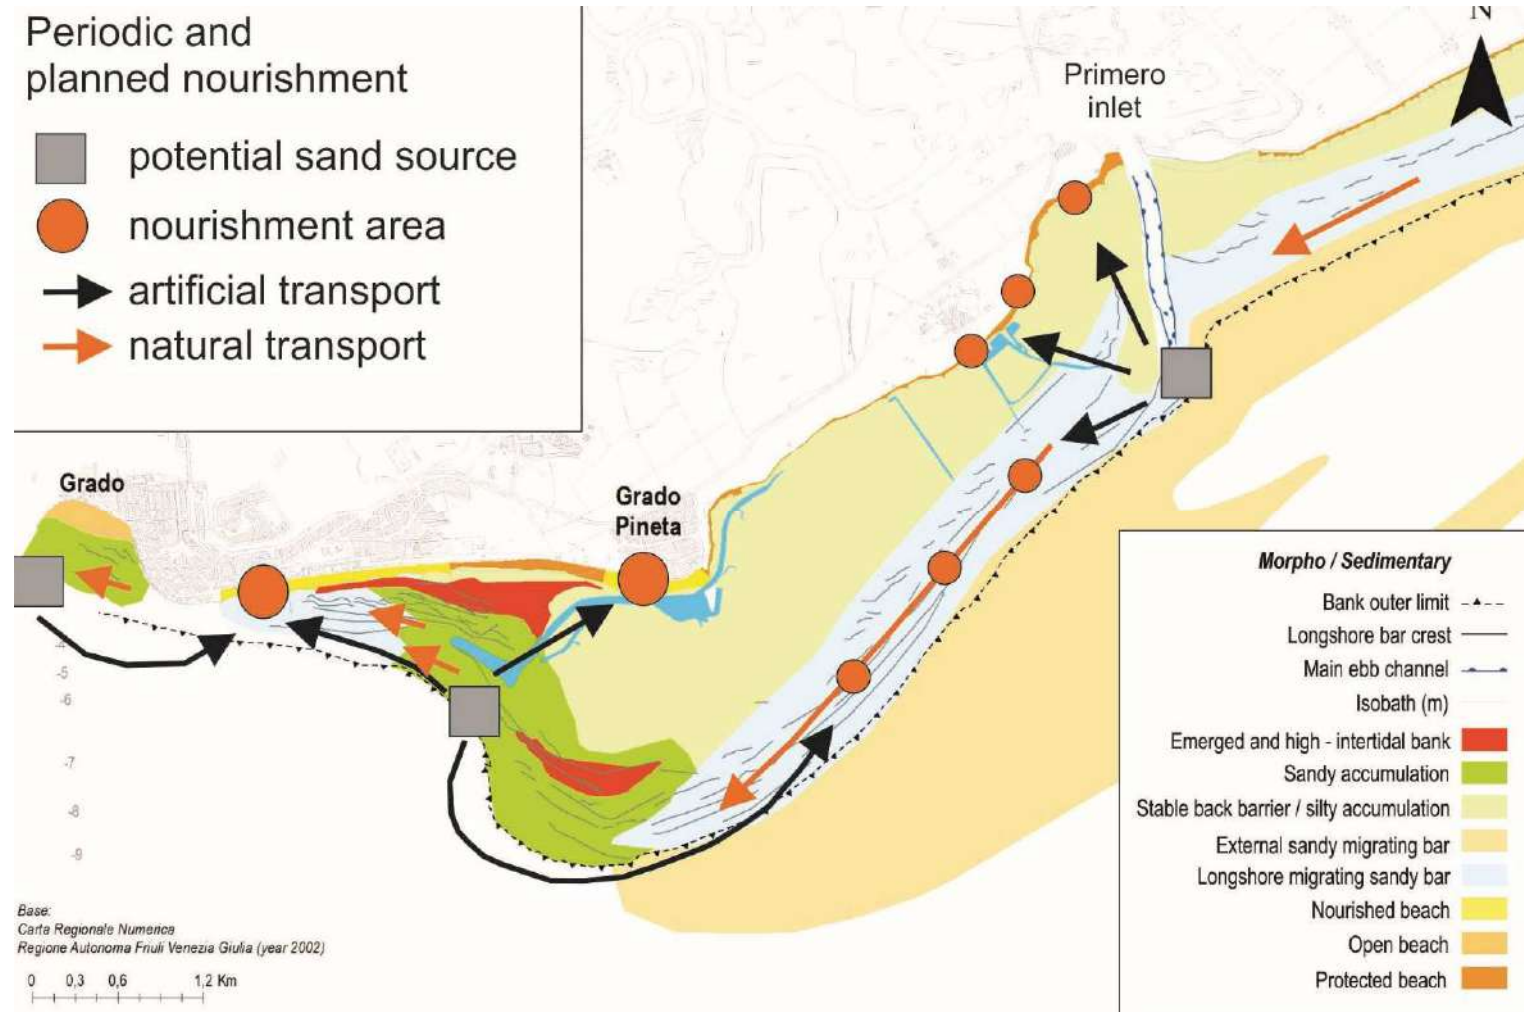 Periodic and
planned nourishment
potential sand source
nourishment area
artificial transport
natural transport
N
Primero
inlet
Grado
Grado
Pineta
-4
-5
-6
-7
-8
-9
Morpho / Sedimentary
Bank outer limit
Longshore bar crest
Main ebb channel
Isobath (m)
Emerged and high - intertidal bank
Sandy accumulation
Stable back barrier / silty accumulation
External sandy migrating bar
Longshore migrating sandy bar
Nourished beach
Open beach
Protected beach
Base:
Carta Regionale Numerica
Regione Autonoma Friuli Venezia Giulia (year 2002)
0 0,3 0,6 1,2 Km